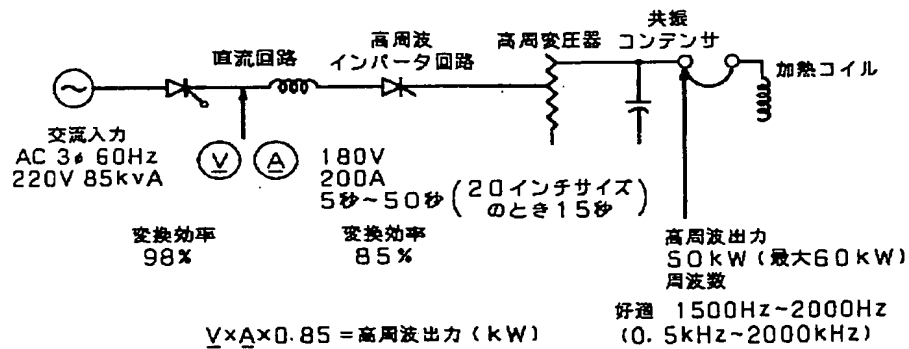 共振
コンデンサ
高周波
インバータ回路
高周変圧器
直流回路
加熱コイル
交流入力
AC 3φ 60Hz
220V 85kvA
V
A
180V
200A
5秒~50秒
(20インチサイズ
のとき15秒)
変換効率
98%
変換効率
85%
高周波出力
50kW(最大60kW)
周波数
好適 1500Hz~2000Hz
(0.5kHz~2000kHz)
V×A×0.85=高周波出力(kW)